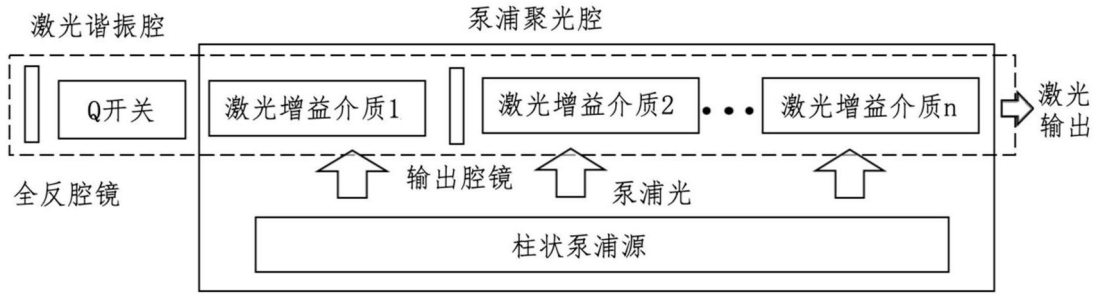 激光谐振腔
泵浦聚光腔
Q开关
激光增益介质1
激光增益介质2
激光增益介质n
激光
输出
全反腔镜
输出腔镜
泵浦光
柱状泵浦源